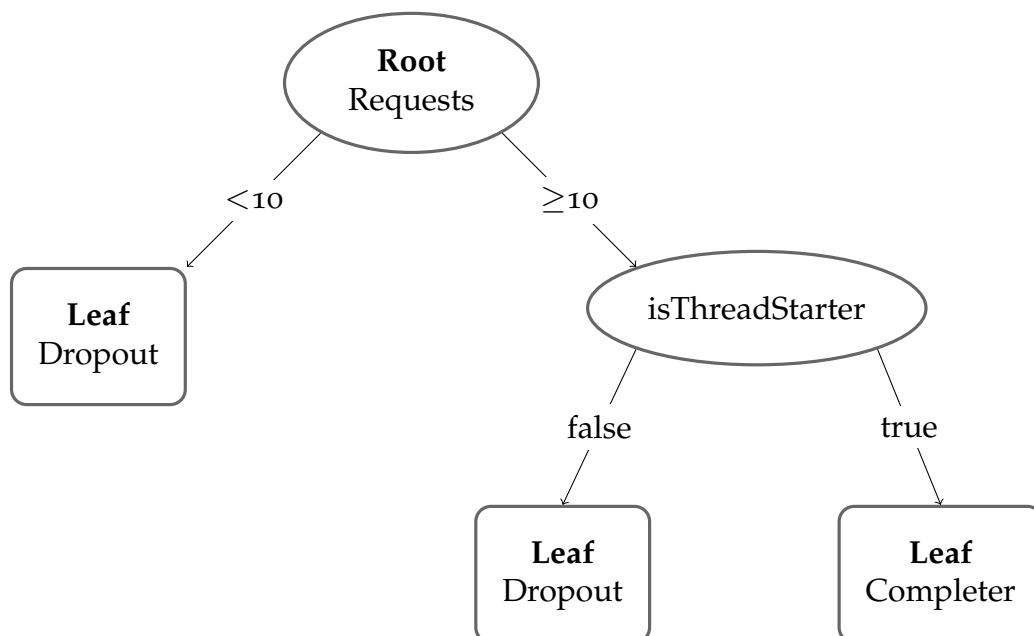 Root
Requests
<10
≥10
isThreadStarter
Leaf
Dropout
false
true
Leaf
Dropout
Leaf
Completer